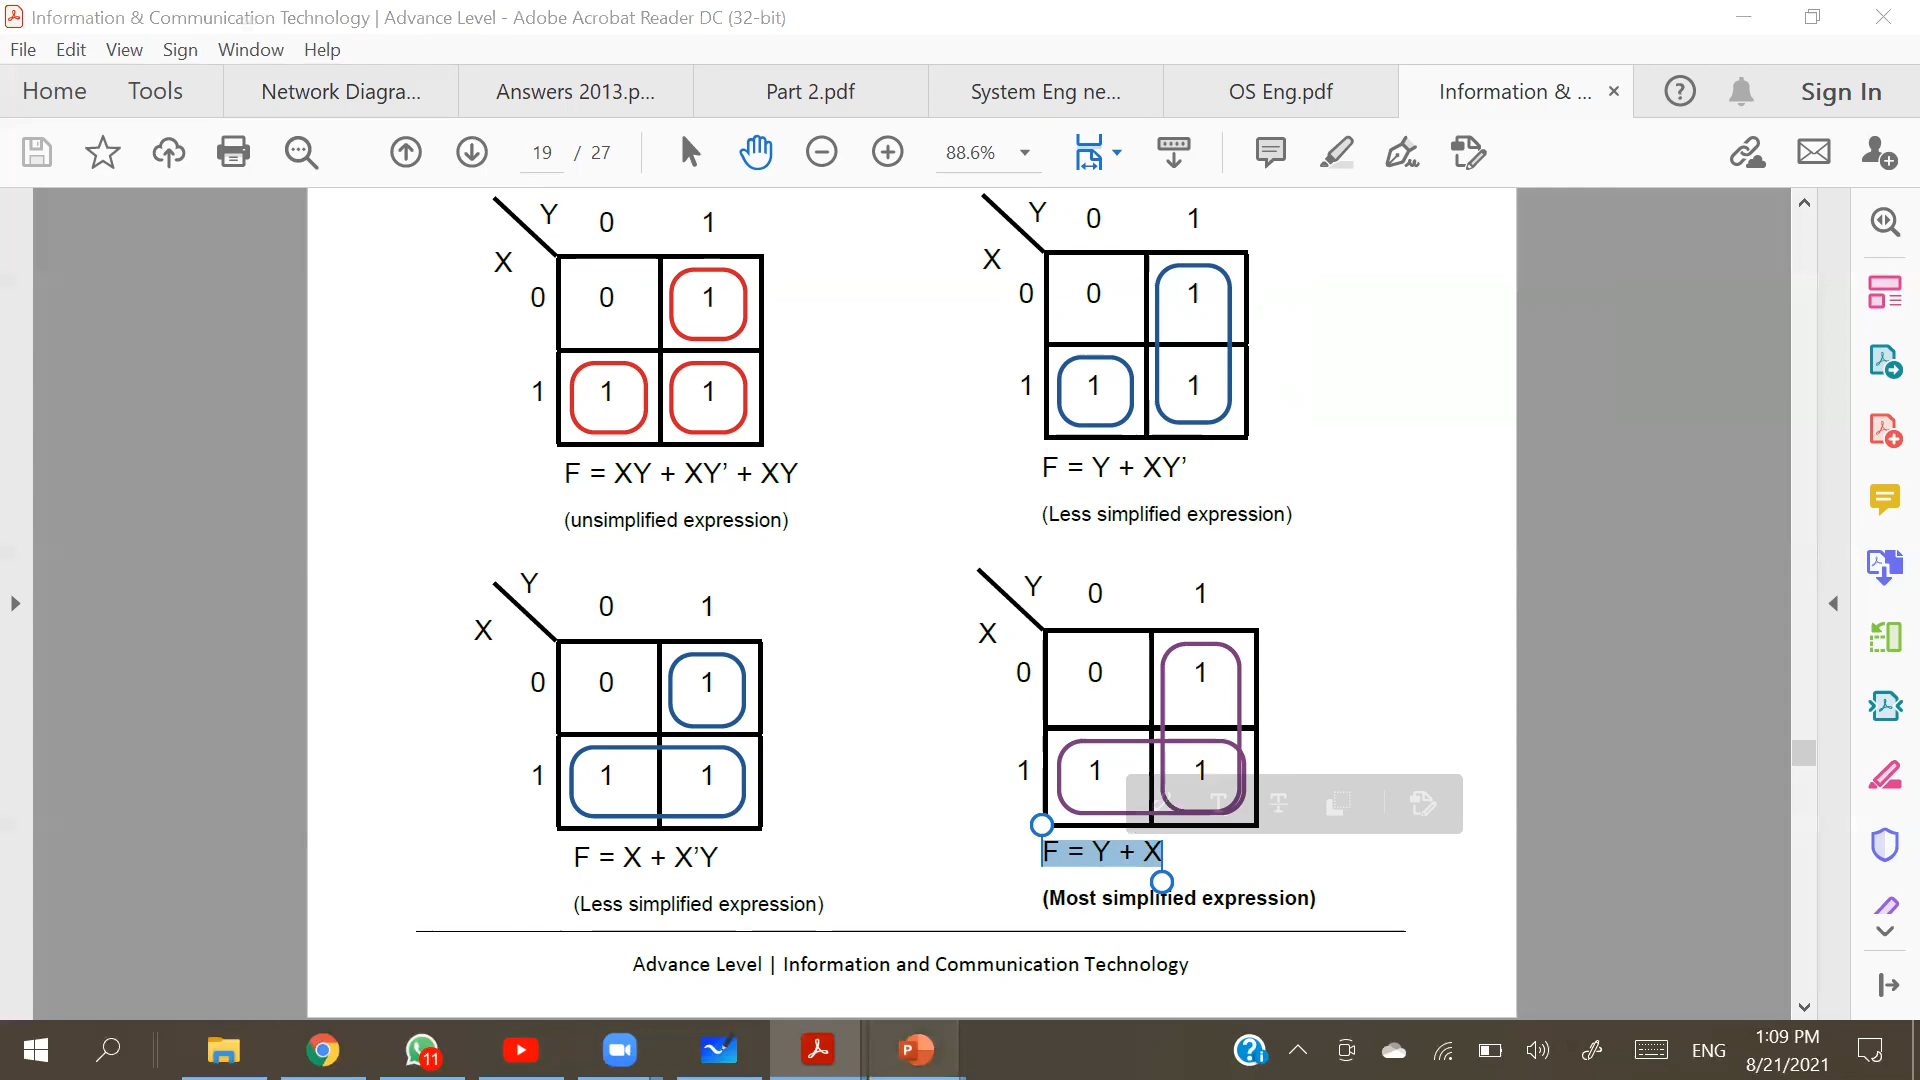 Information & Communication Technology | Advance Level - Adobe Acrobat Reader DC (32-bit)
File Edit View Sign Window Help
Home Tools Network Diagra... Answers 2013.p... Part 2.pdf System Eng ne... OS Eng.pdf Information & ... × Sign In
19 / 27 88.6%
Y 0 1
X
0 0 1
1 1 1
F = XY + XY’ + XY
(unsimplified expression)
Y 0 1
X
0 0 1
1 1 1
F = Y + XY’
(Less simplified expression)
Y 0 1
X
0 0 1
1 1 1
F = X + X’Y
(Less simplified expression)
Y 0 1
X
0 0 1
1 1 1
F = Y + X
(Most simplified expression)
Advance Level | Information and Communication Technology
11
ENG
1:09 PM
8/21/2021